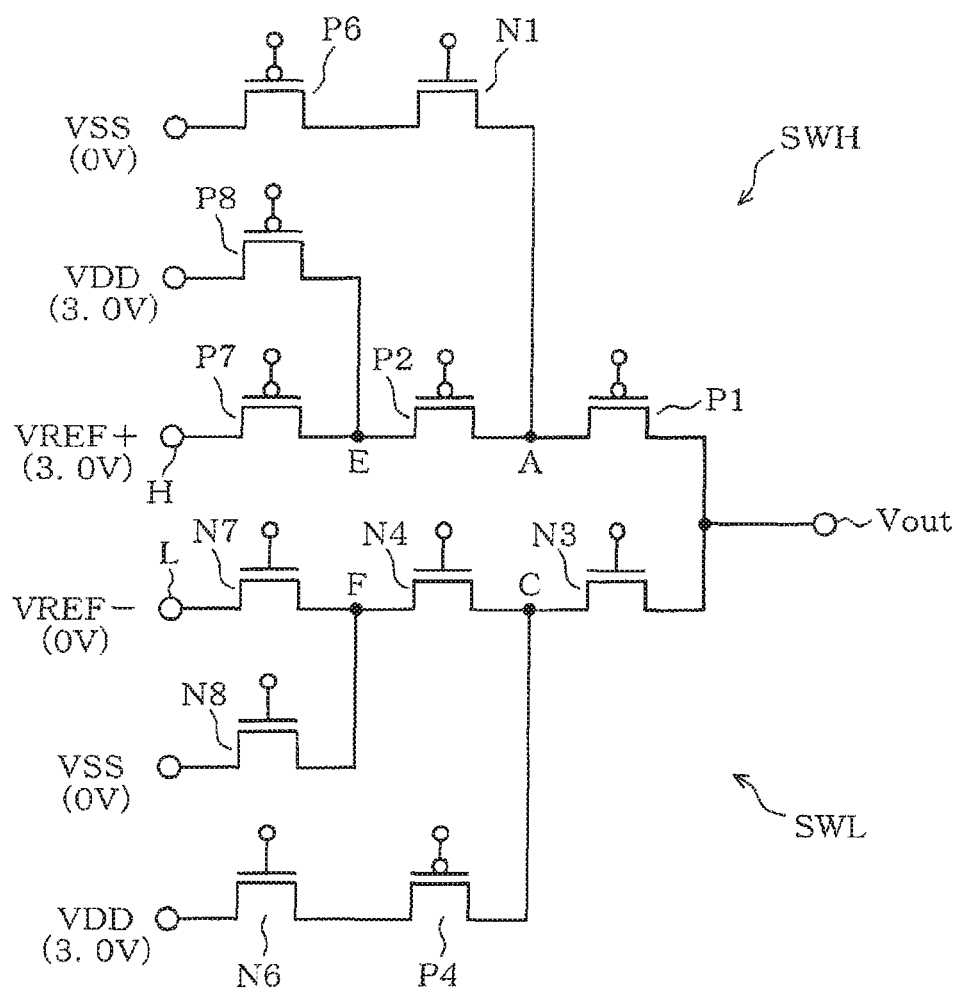 P6
N1
VSS
(0V)
SWH
P8
VDD
(3. 0V)
P7
P2
P1
VREF+
(3. 0V)
H
E
A
Vout
N7
N4
N3
L
F
C
VREF−
(0V)
N8
VSS
(0V)
SWL
VDD
(3. 0V)
N6
P4